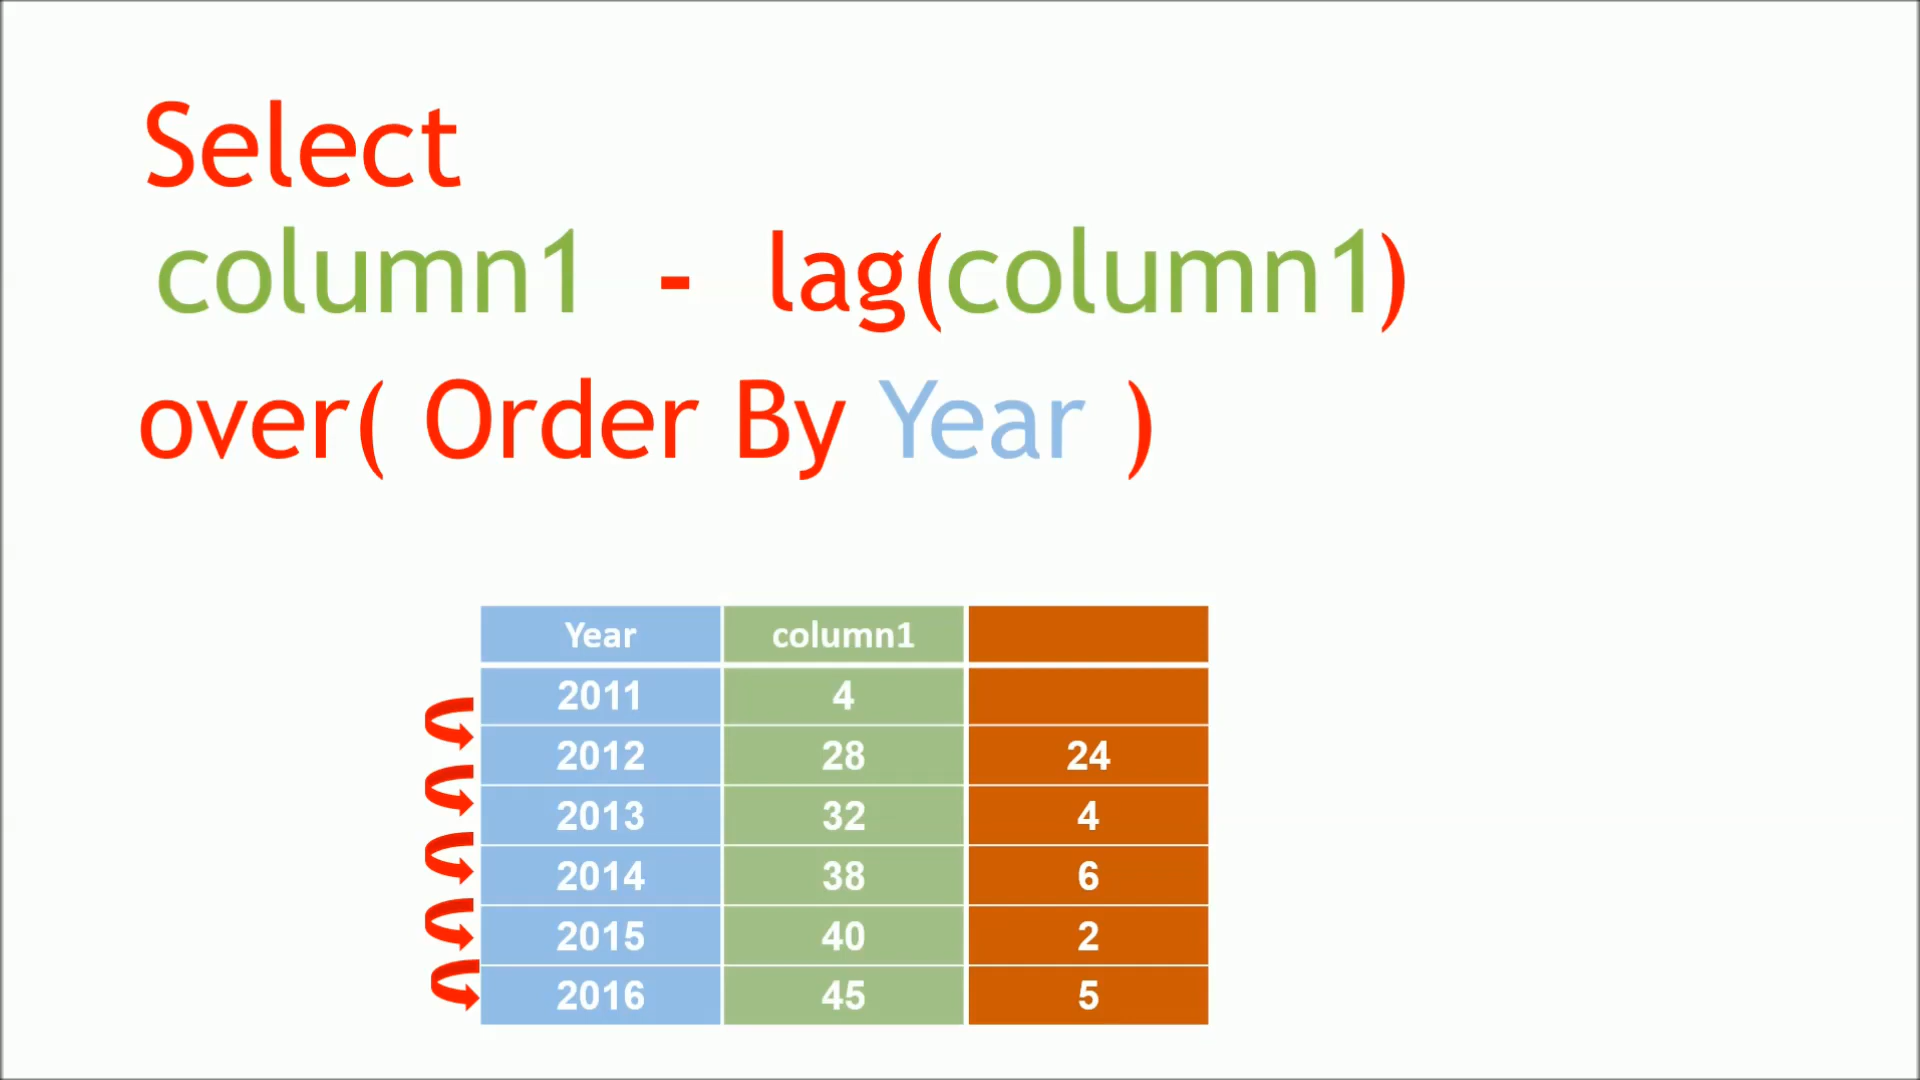 Select
column1 - lag(column1)
over( Order By Year )
Year column1
2011 4
2012 28 24
2013 32 4
2014 38 6
2015 40 2
2016 45 5